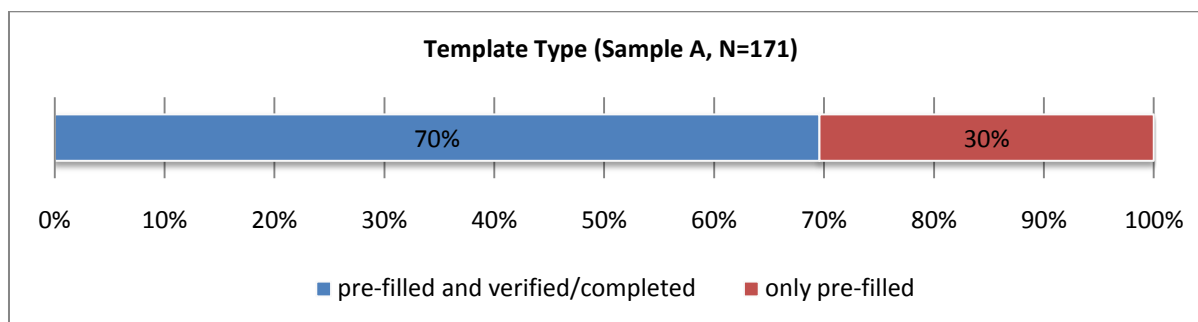 Template Type (Sample A, N=171)
70% 30%
0% 10% 20% 30% 40% 50% 60% 70% 80% 90% 100%
pre-filled and verified/completed only pre-filled